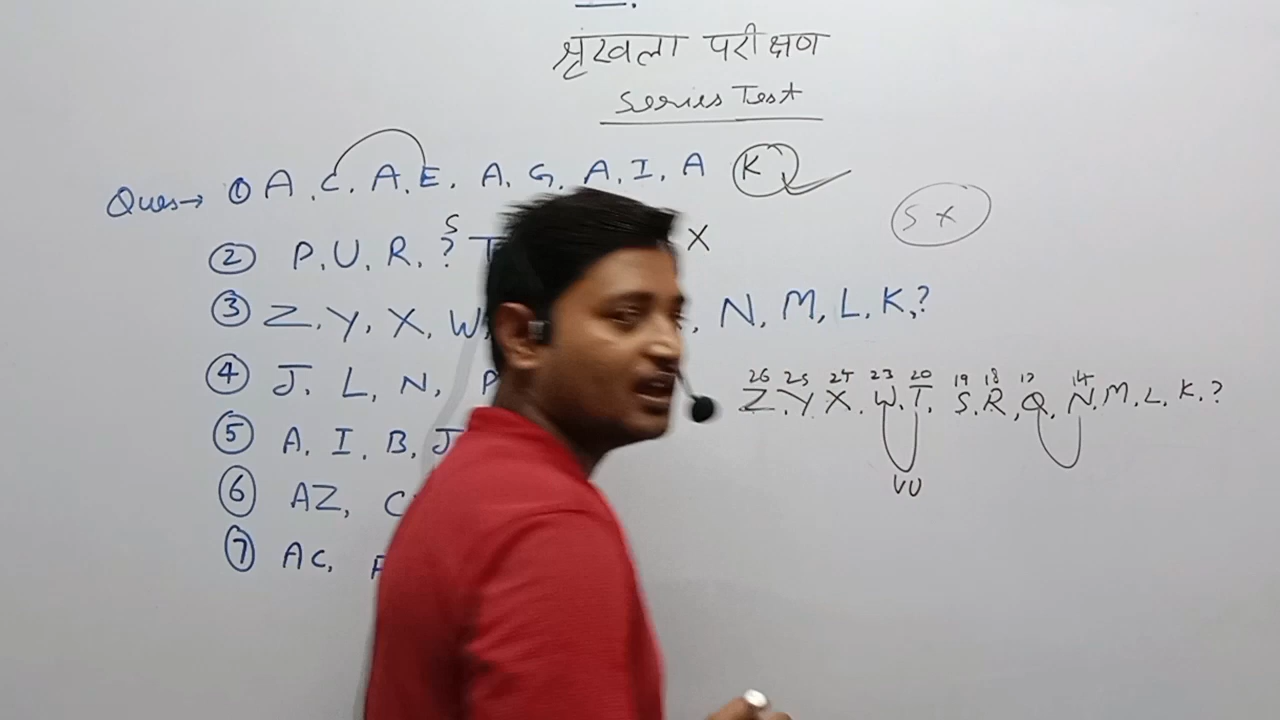 श्रृंखला परीक्षण
Series Test
Ques→ ① A, C, A, E, A, G, A, I, A K
S X
S
② P, U, R, ? T X
③ Z, Y, X, W, N, M, L, K, ?
④ J, L, N, P
26 25 24 23 20 19 18 17 14
Z, Y, X, W, T, S, R, Q, N, M, L, K, ?
VU
⑤ A, I, B, J
⑥ AZ, C
⑦ AC,